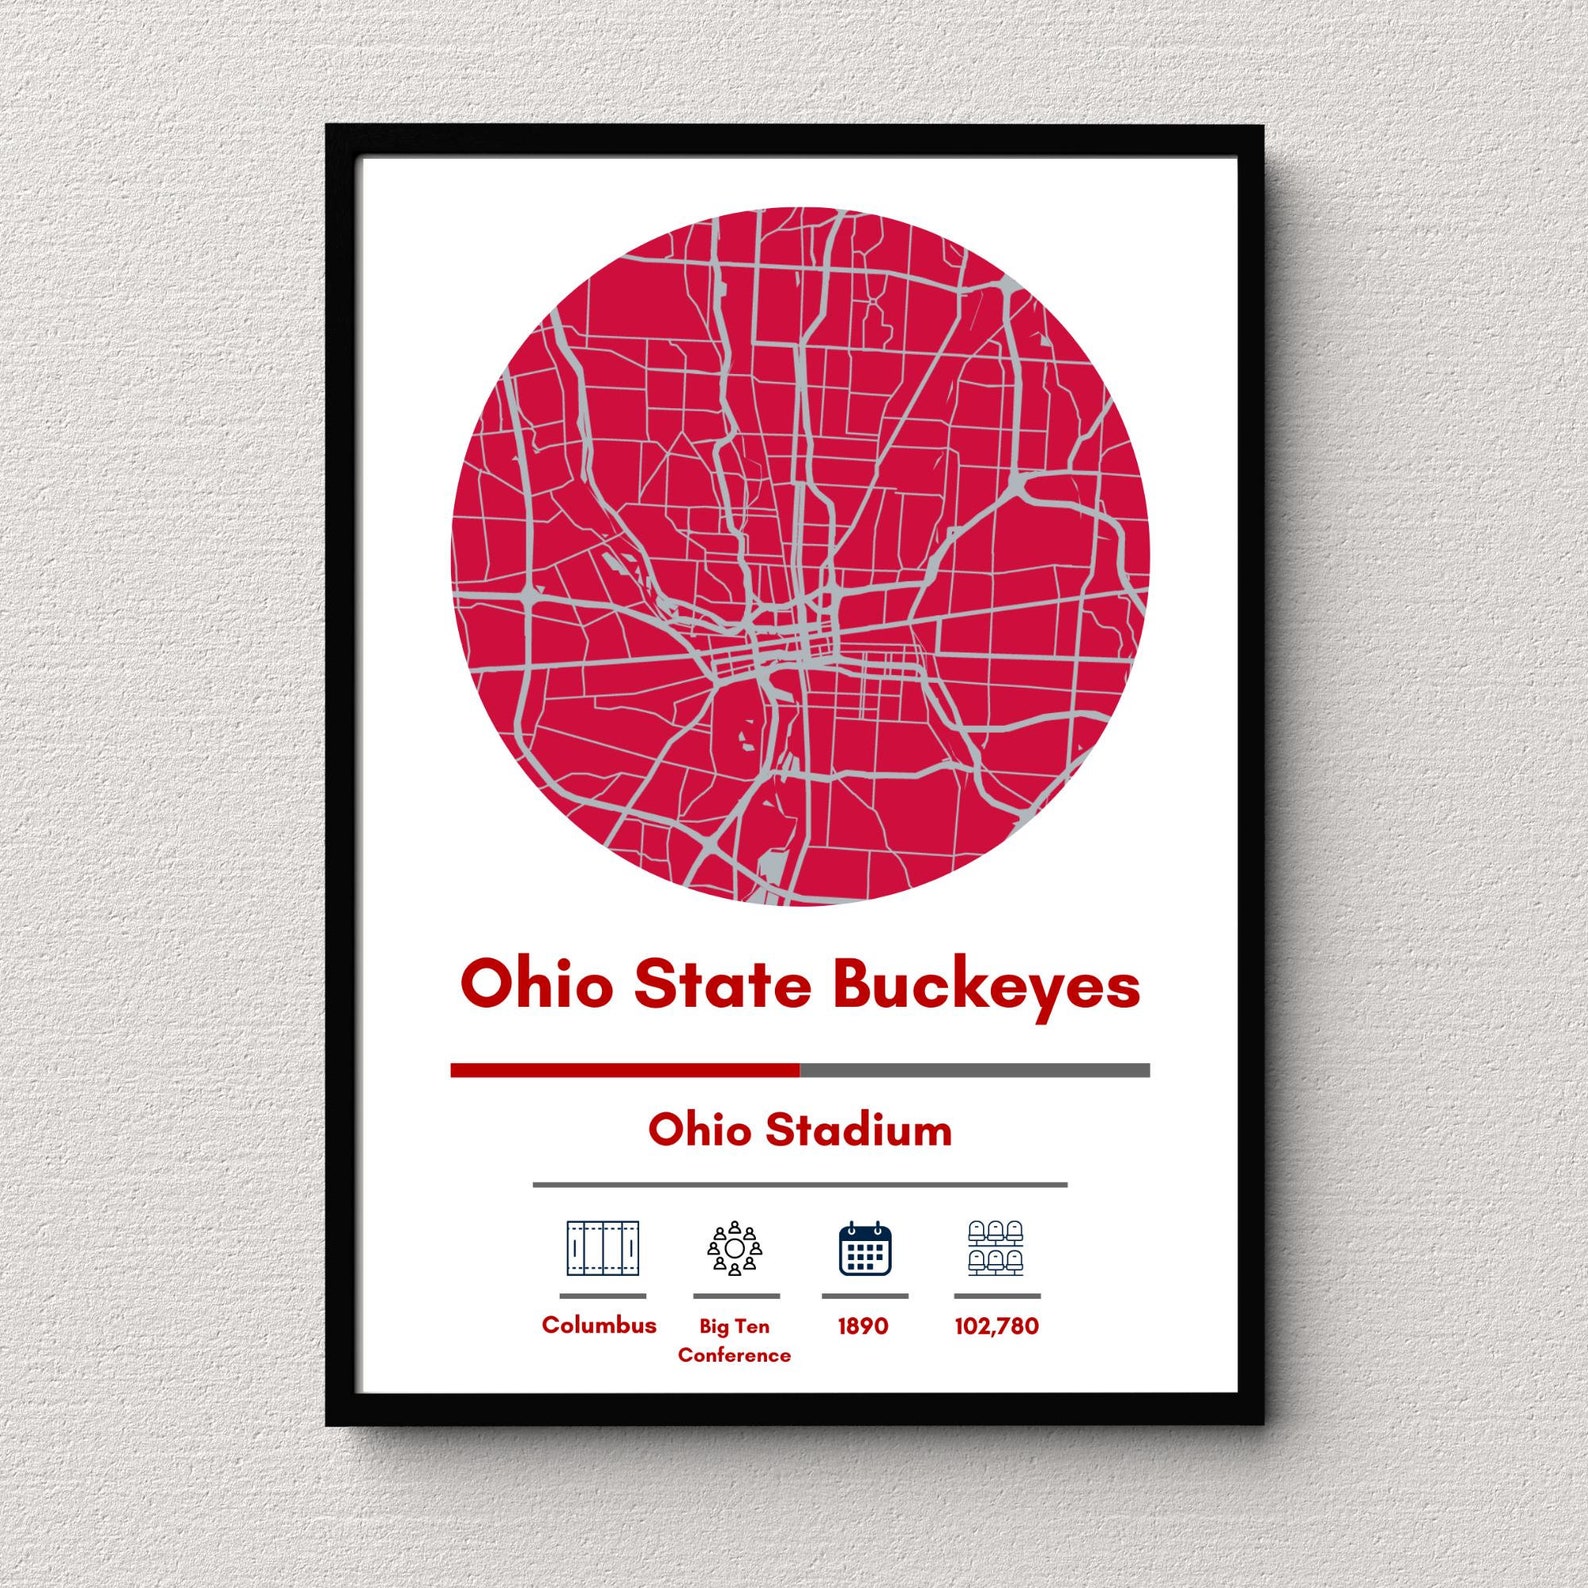 Ohio State Buckeyes
Ohio Stadium
Columbus
Big Ten
Conference
1890
102,780